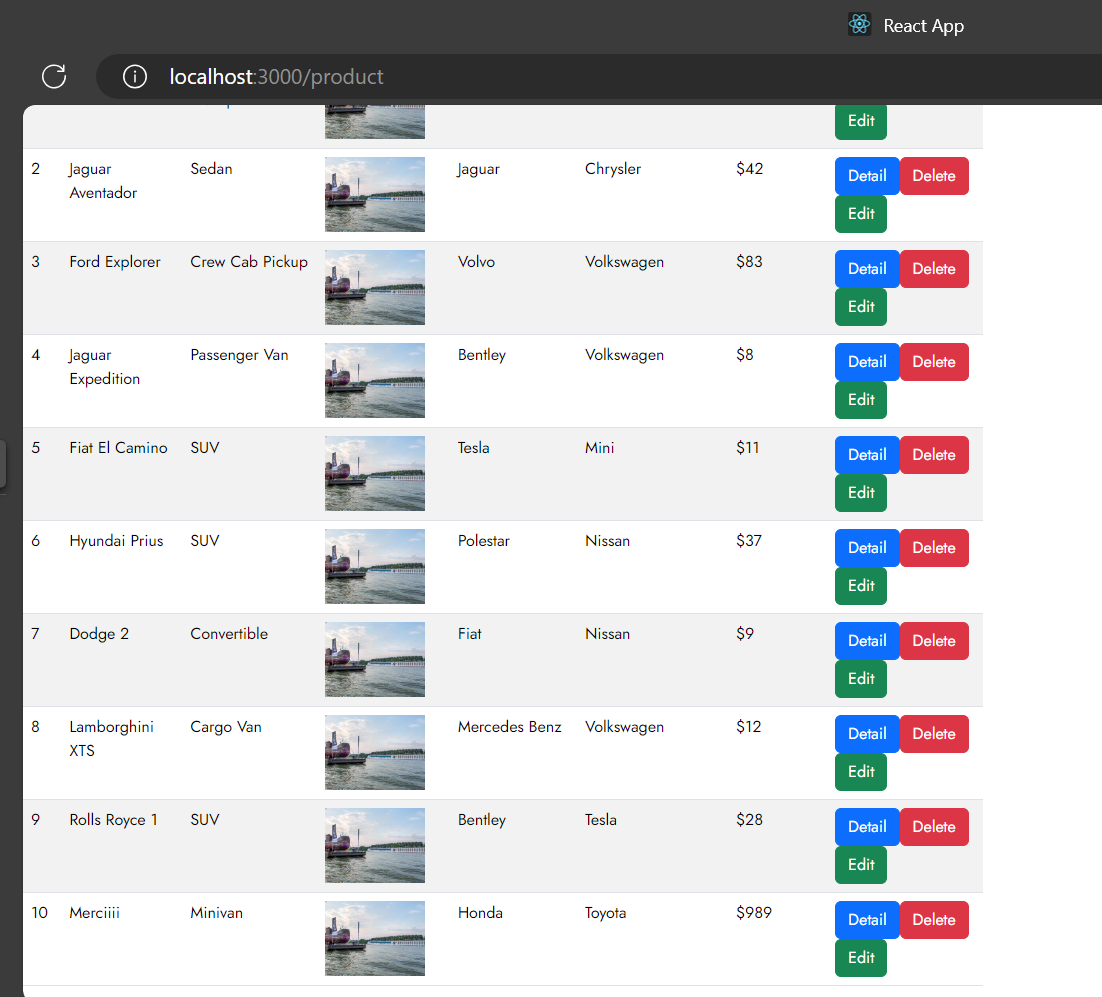 React App
localhost:3000/product
Edit
2 Jaguar Sedan Jaguar Chrysler $42 Detail Delete
Aventador
Edit
3 Ford Explorer Crew Cab Pickup Volvo Volkswagen $83 Detail Delete
Edit
4 Jaguar Passenger Van Bentley Volkswagen $8 Detail Delete
Expedition
Edit
5 Fiat El Camino SUV Tesla Mini $11 Detail Delete
Edit
6 Hyundai Prius SUV Polestar Nissan $37 Detail Delete
Edit
7 Dodge 2 Convertible Fiat Nissan $9 Detail Delete
Edit
8 Lamborghini Cargo Van Mercedes Benz Volkswagen $12 Detail Delete
XTS
Edit
9 Rolls Royce 1 SUV Bentley Tesla $28 Detail Delete
Edit
10 Merciiii Minivan Honda Toyota $989 Detail Delete
Edit